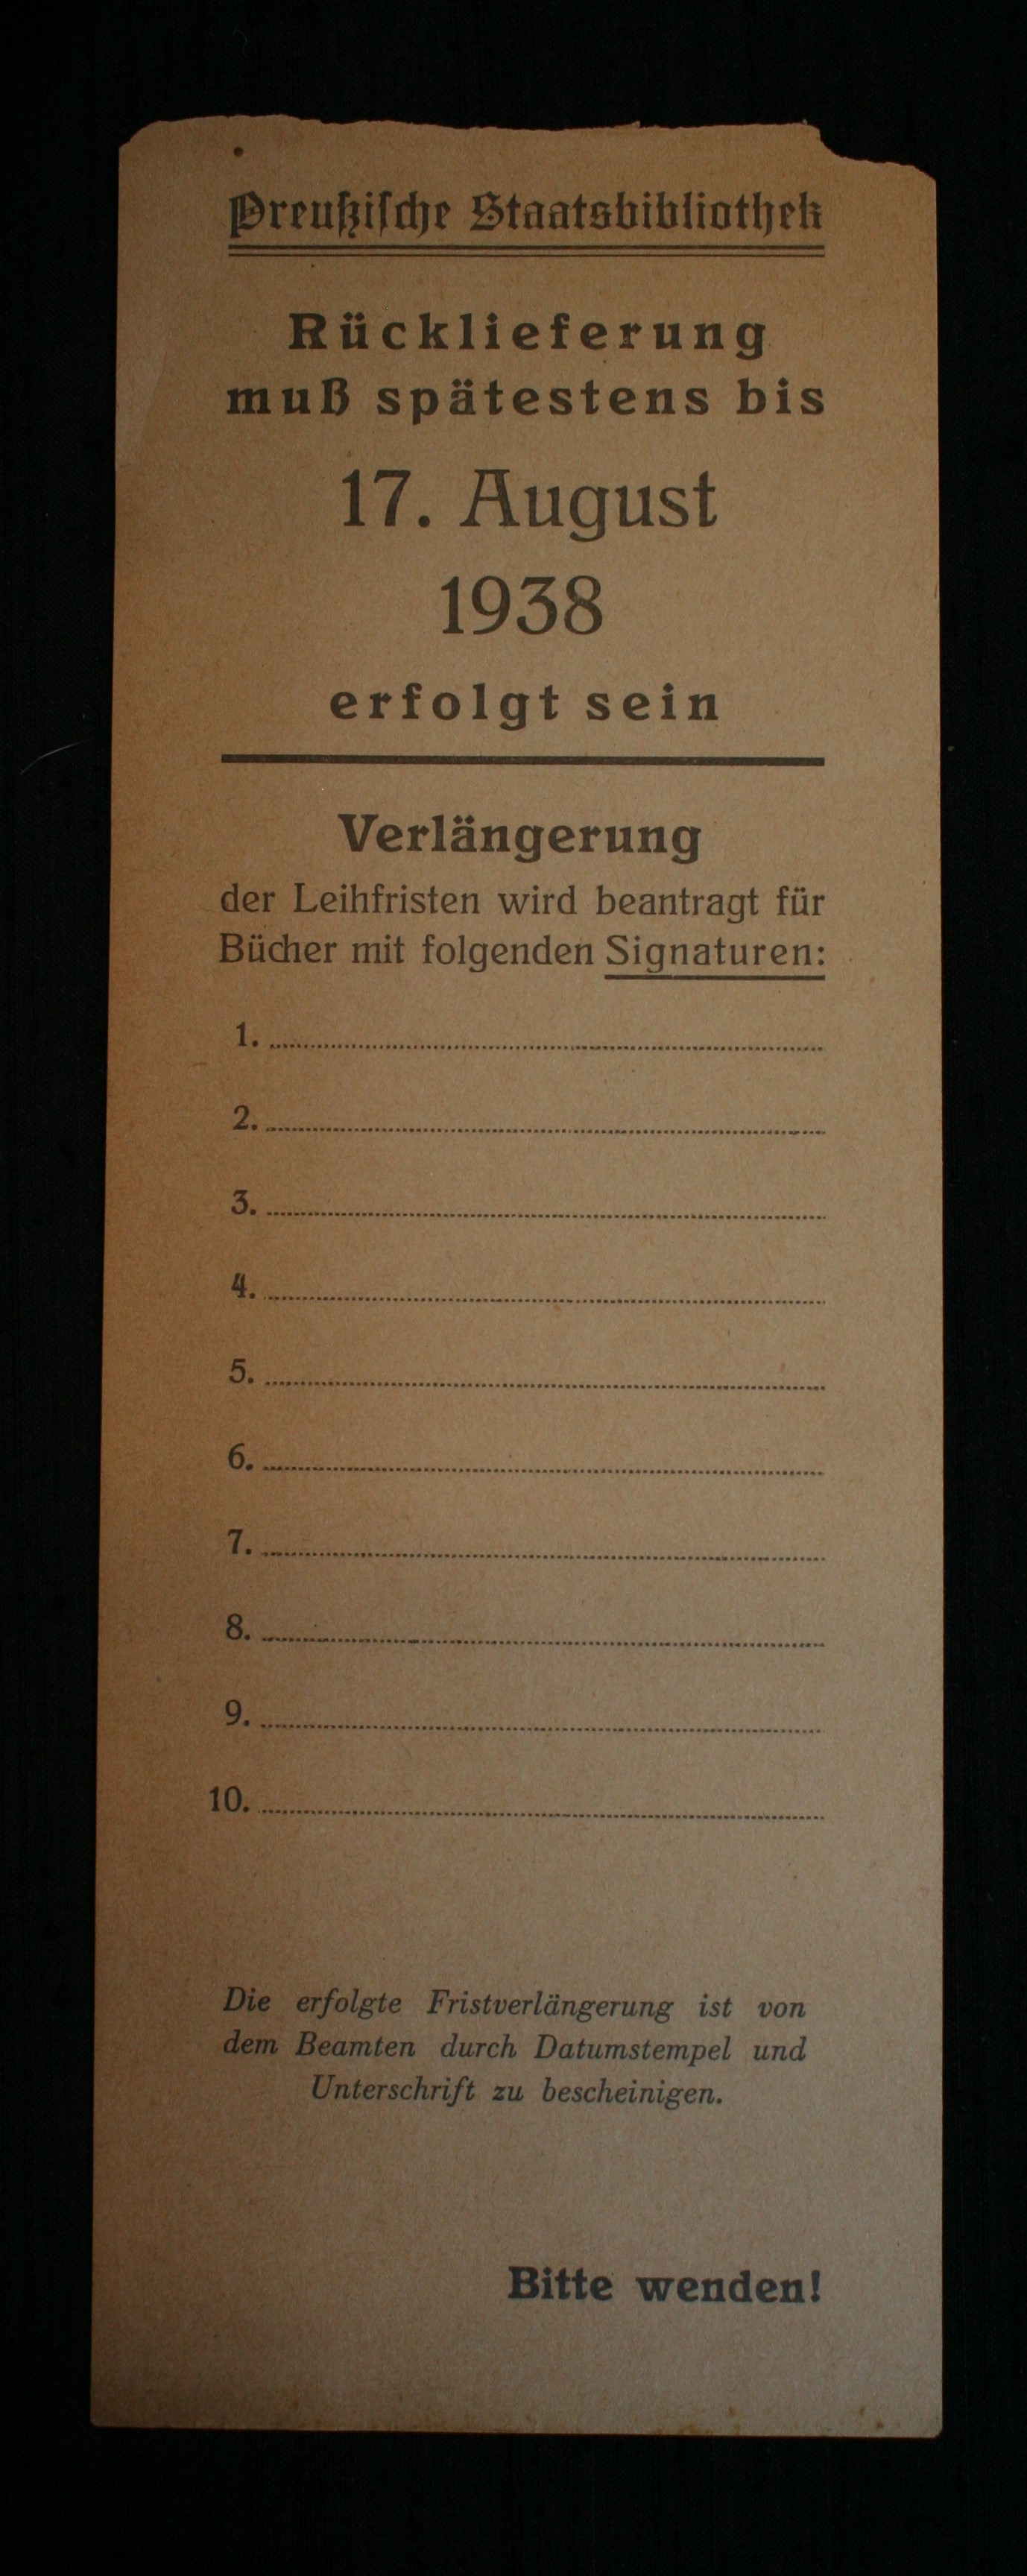 Preußische Staatsbibliothek
Rücklieferung
muß spätestens bis
17. August
1938
erfolgt sein
Verlängerung
der Leihfristen wird beantragt für
Bücher mit folgenden Signaturen:
1.
2.
3.
4.
5.
6.
7.
8.
9.
10.
Die erfolgte Fristverlängerung ist von
dem Beamten durch Datumstempel und
Unterschrift zu bescheinigen.
Bitte wenden!